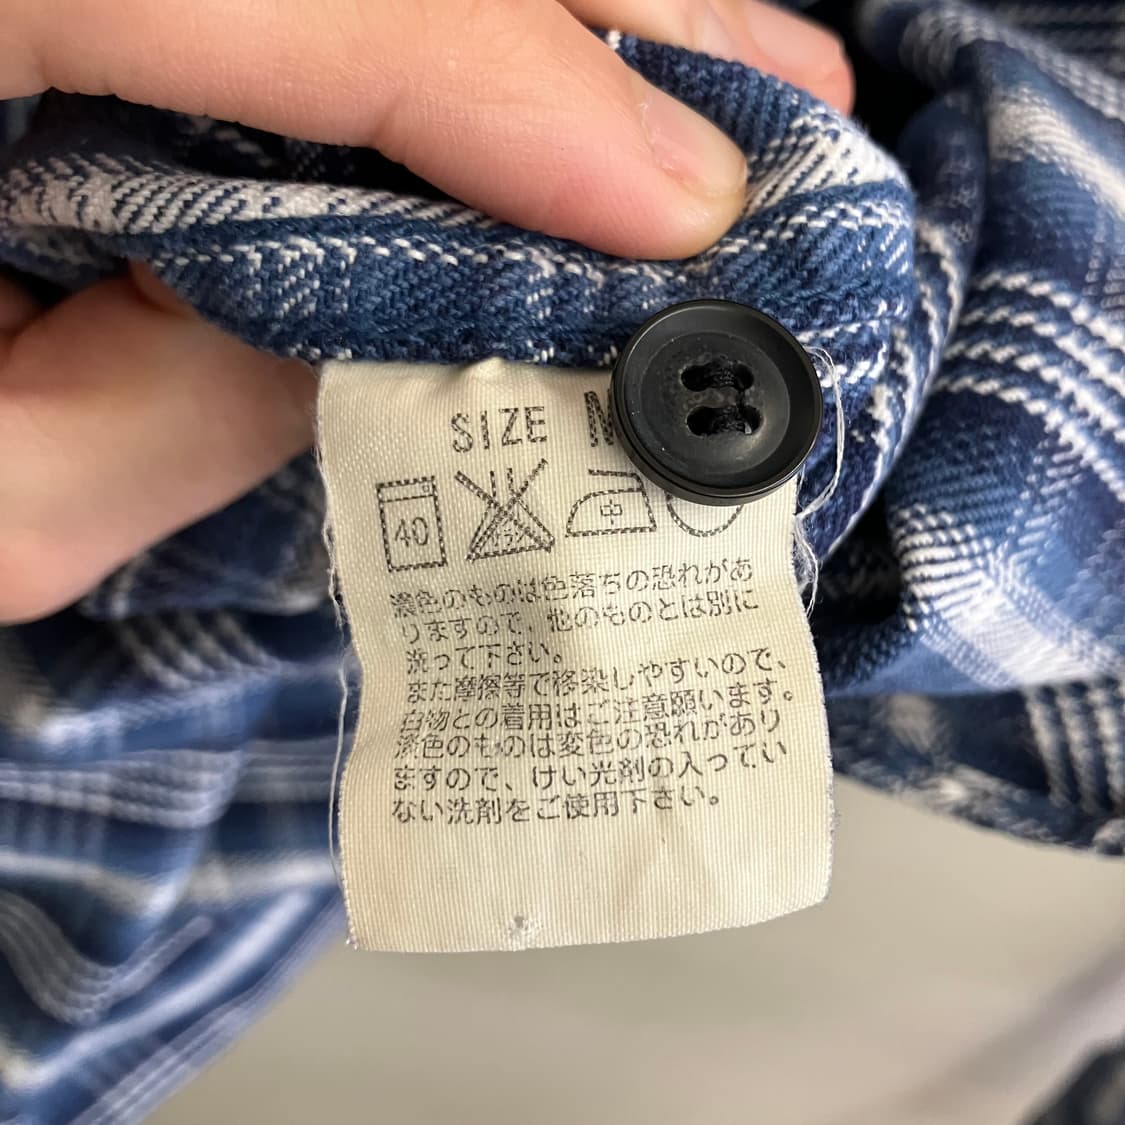 SIZE M
40
エンソ
中
濃色のものは色落ちの恐れがあ
りますので、他のものとは別に
洗って下さい。
また摩擦等で移染しやすいので、
白物との着用はご注意願います。
淡色のものは変色の恐れがあり
ますので、けい光剤の入ってい
ない洗剤をご使用下さい。